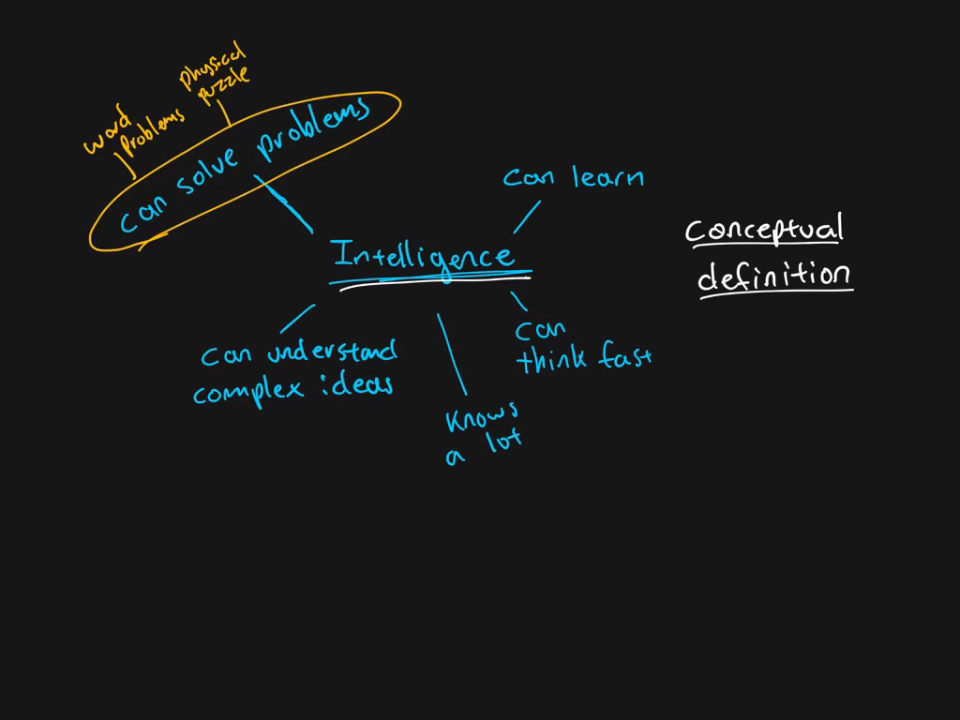 physical
puzzle
word
problems
can solve problems
can learn
Intelligence
conceptual
definition
can understand
complex ideas
can
think fast
knows
a lot